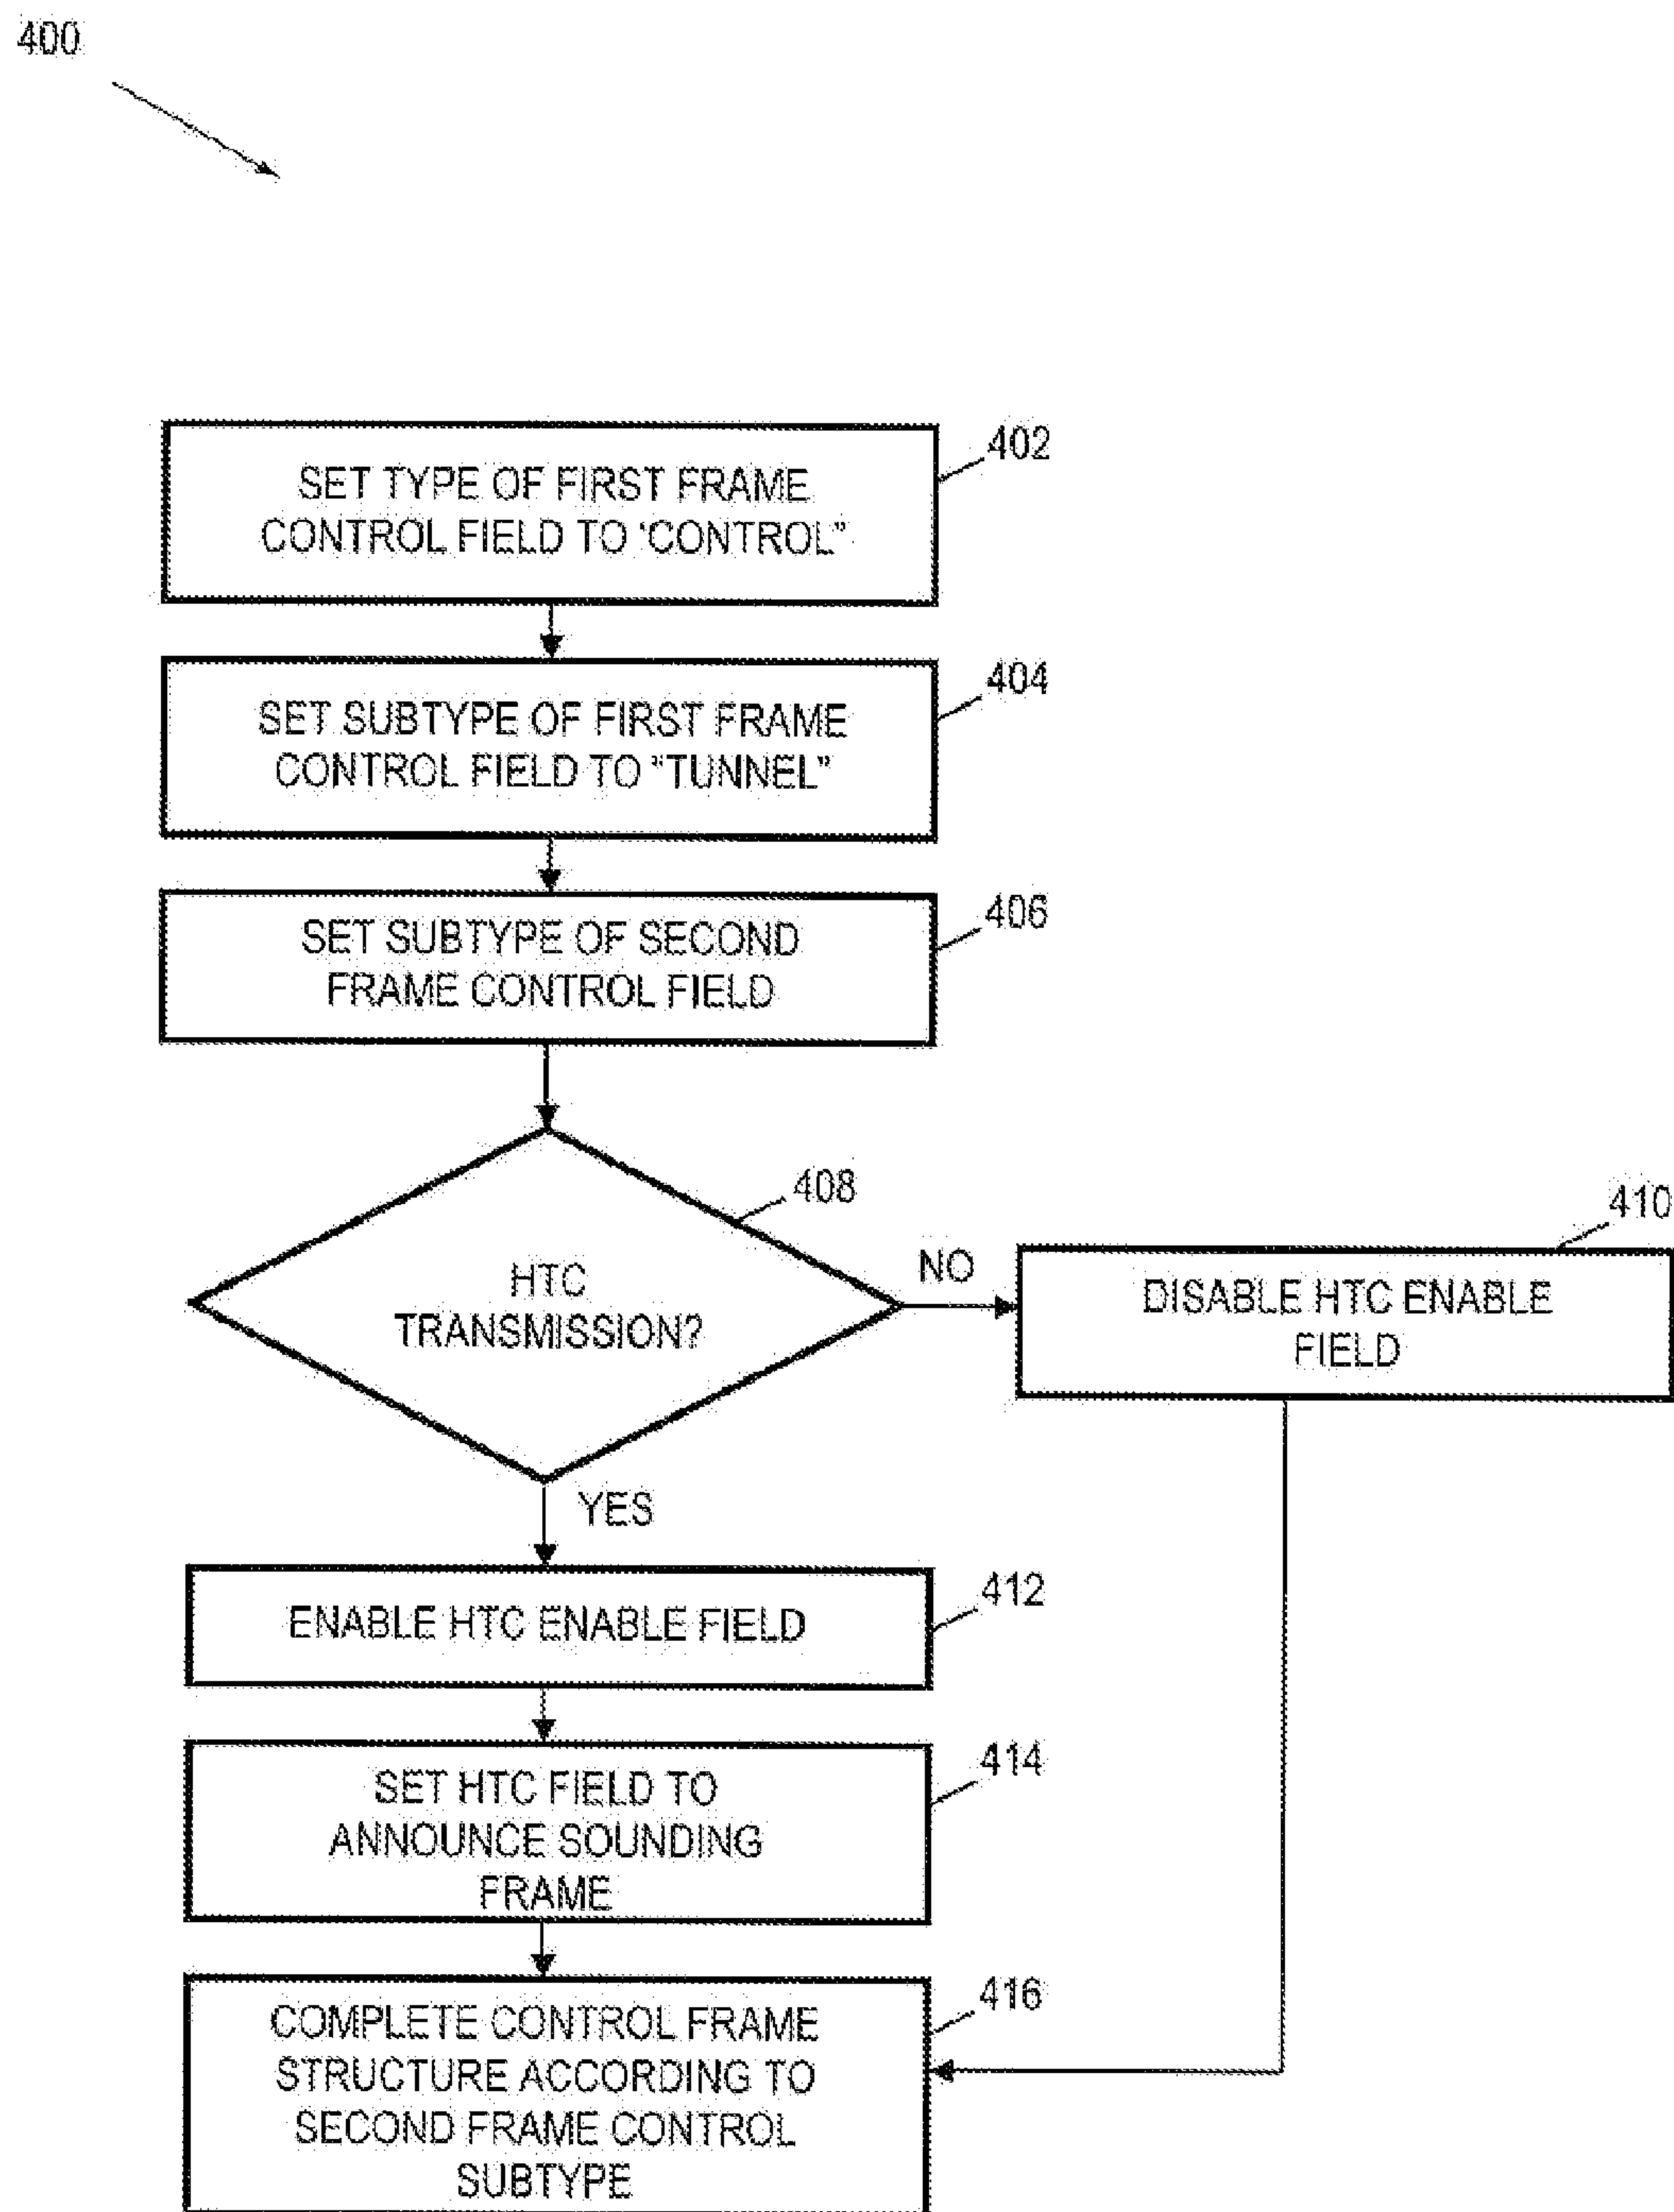 400
402
SET TYPE OF FIRST FRAME
CONTROL FIELD TO 'CONTROL"
404
SET SUBTYPE OF FIRST FRAME
CONTROL FIELD TO "TUNNEL"
406
SET SUBTYPE OF SECOND
FRAME CONTROL FIELD
408
HTC
TRANSMISSION?
NO
410
DISABLE HTC ENABLE
FIELD
YES
412
ENABLE HTC ENABLE FIELD
414
SET HTC FIELD TO
ANNOUNCE SOUNDING
FRAME
416
COMPLETE CONTROL FRAME
STRUCTURE ACCORDING TO
SECOND FRAME CONTROL
SUBTYPE